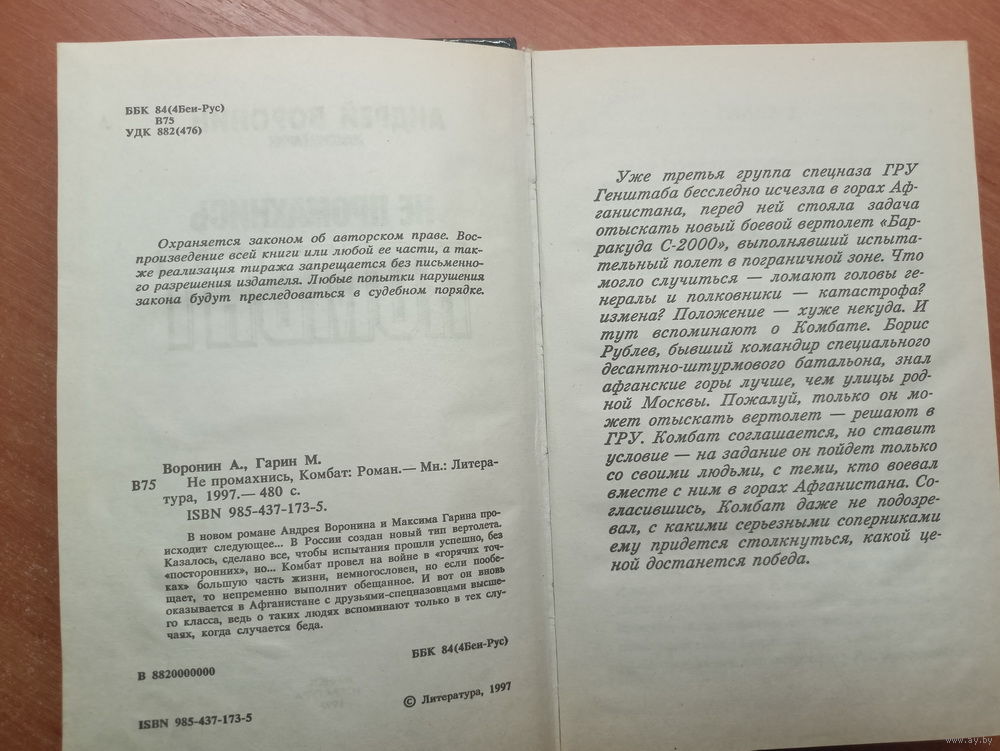 ББК 84(4Беи-Рус)
В75
УДК 882(476)
Охраняется законом об авторском праве. Вос-
произведение всей книги или любой ее части, а так-
же реализация тиража запрещается без письменно-
го разрешения издателя. Любые попытки нарушения
закона будут преследоваться в судебном порядке.
Воронин А., Гарин М.
В75 Не промахнись, Комбат: Роман.— Мн.: Литера-
тура, 1997.— 480 с.
ISBN 985-437-173-5.
В новом романе Андрея Воронина и Максима Гарина про-
исходит следующее... В России создан новый тип вертолета.
Казалось, сделано все, чтобы испытания прошли успешно, без
«посторонних», но... Комбат провел на войне в «горячих точ-
ках» большую часть жизни, немногословен, но если пообе-
щает, то непременно выполнит обещанное. И вот он вновь
оказывается в Афганистане с друзьями-спецназовцами высше-
го класса, ведь о таких людях вспоминают только в тех слу-
чаях, когда случается беда.
ББК 84(4Беи-Рус)
В 8820000000
© Литература, 1997
ISBN 985-437-173-5
Уже третья группа спецназа ГРУ
Генштаба бесследно исчезла в горах Аф-
ганистана, перед ней стояла задача
отыскать новый боевой вертолет «Бар-
ракуда С-2000», выполнявший испыта-
тельный полет в пограничной зоне. Что
могло случиться — ломают головы ге-
нералы и полковники — катастрофа?
измена? Положение — хуже некуда. И
тут вспоминают о Комбате. Борис
Рублев, бывший командир специального
десантно-штурмового батальона, знал
афганские горы лучше, чем улицы род-
ной Москвы. Пожалуй, только он мо-
жет отыскать вертолет — решают в
ГРУ. Комбат соглашается, но ставит
условие — на задание он пойдет только
со своими людьми, с теми, кто воевал
вместе с ним в горах Афганистана. Со-
гласившись, Комбат даже не подозре-
вал, с какими серьезными соперниками
ему придется столкнуться, какой це-
ной достанется победа.
www.ay.by